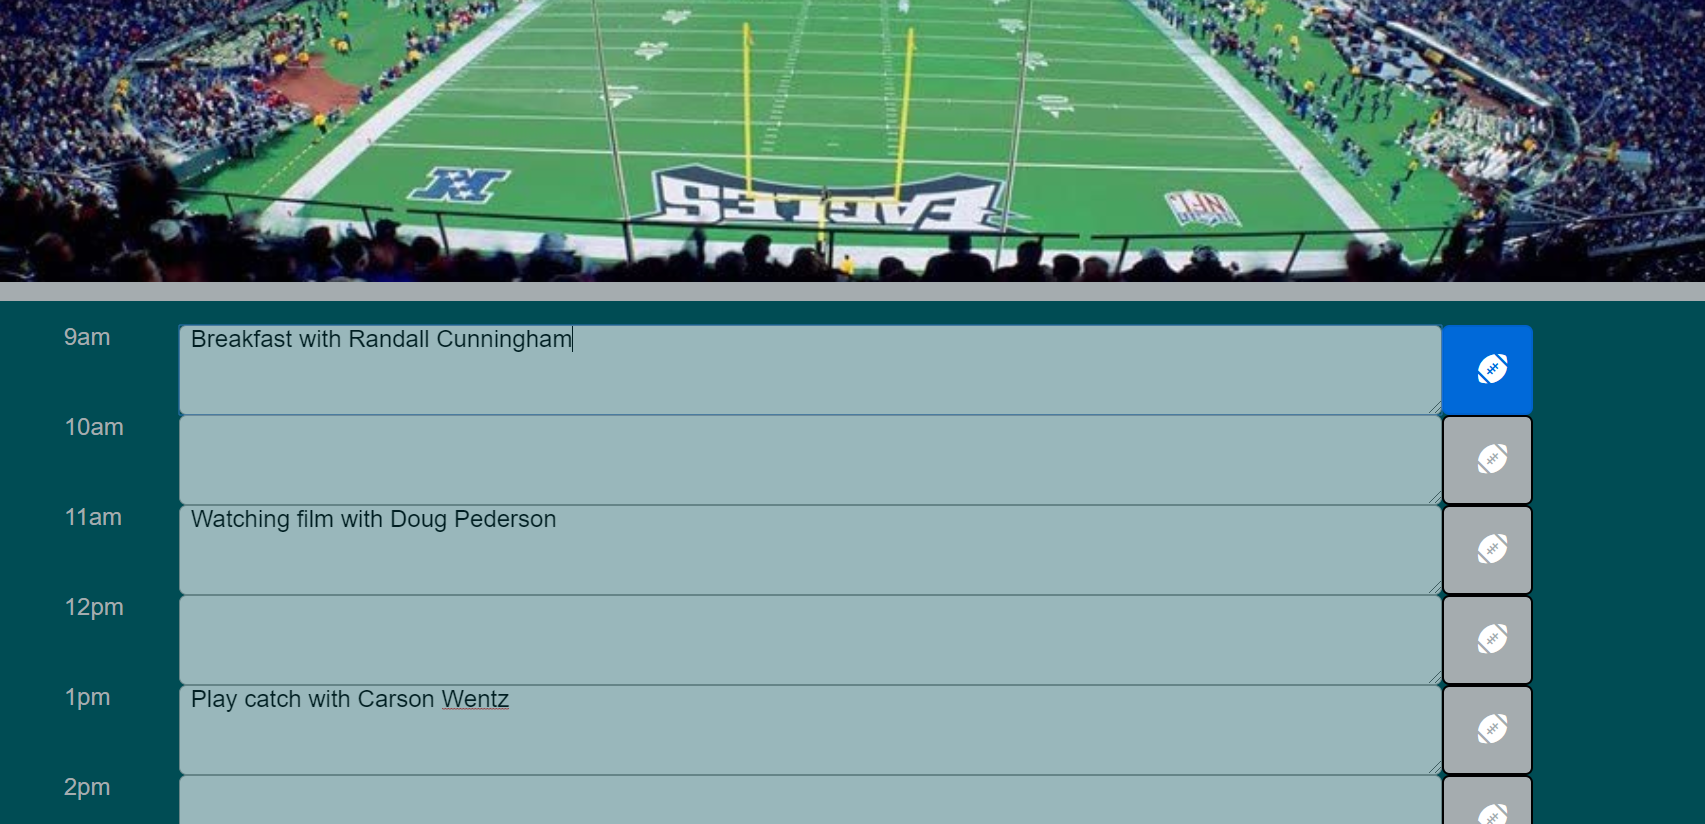 EAGLES
NFL
9am
Breakfast with Randall Cunningham
10am
11am
Watching film with Doug Pederson
12pm
1pm
Play catch with Carson Wentz
2pm